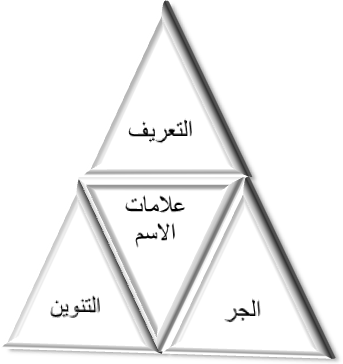 التعريف
علامات
الاسم
الجر
التنوين